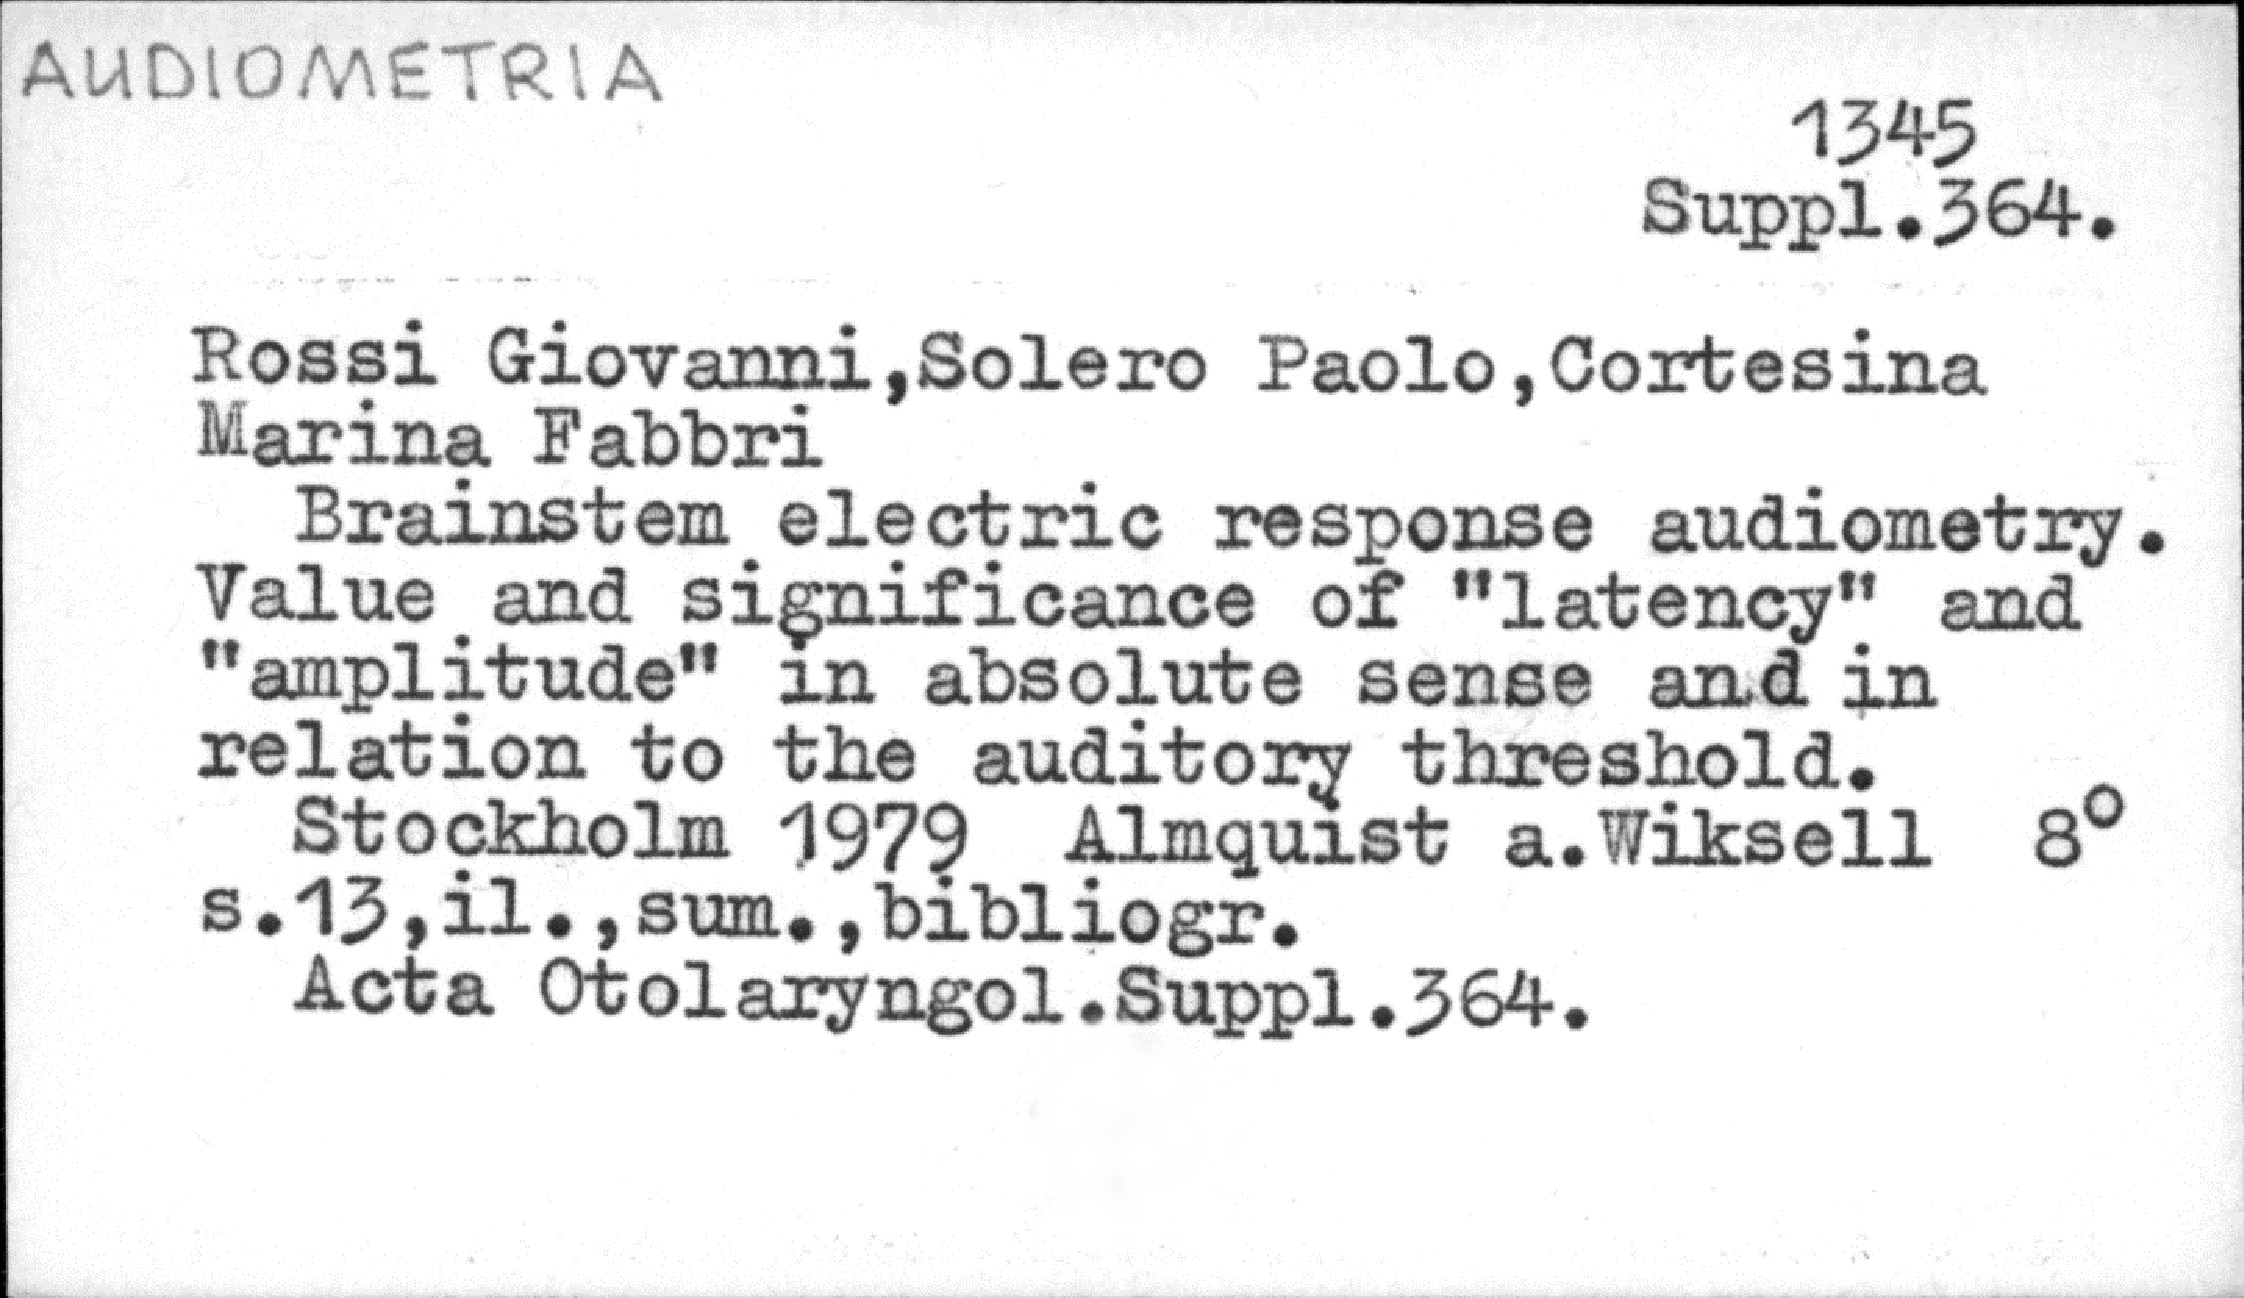 AUDIOMETRIA
1345
Suppl.364.
Rossi Giovanni,Solero Paolo,Cortesina
Marina Fabbri
Brainstem electric response audiometry.
Value and significance of "latency" and
"amplitude" in absolute sense and in
relation to the auditory threshold.
Stockholm 1979 Almquist a.Wiksell 8°
s.13,il.,sum.,bibliogr.
Acta Otolaryngol.Suppl.364.